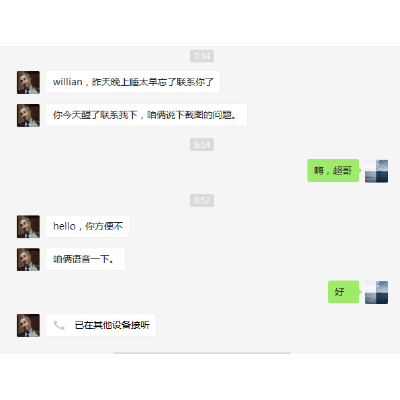 7:34
willian，昨天晚上睡太早忘了联系你了
你今天醒了联系我下，咱俩说下截图的问题。
8:14
嗨，超哥
8:52
hello，你方便不
咱俩语音一下。
好
已在其他设备接听